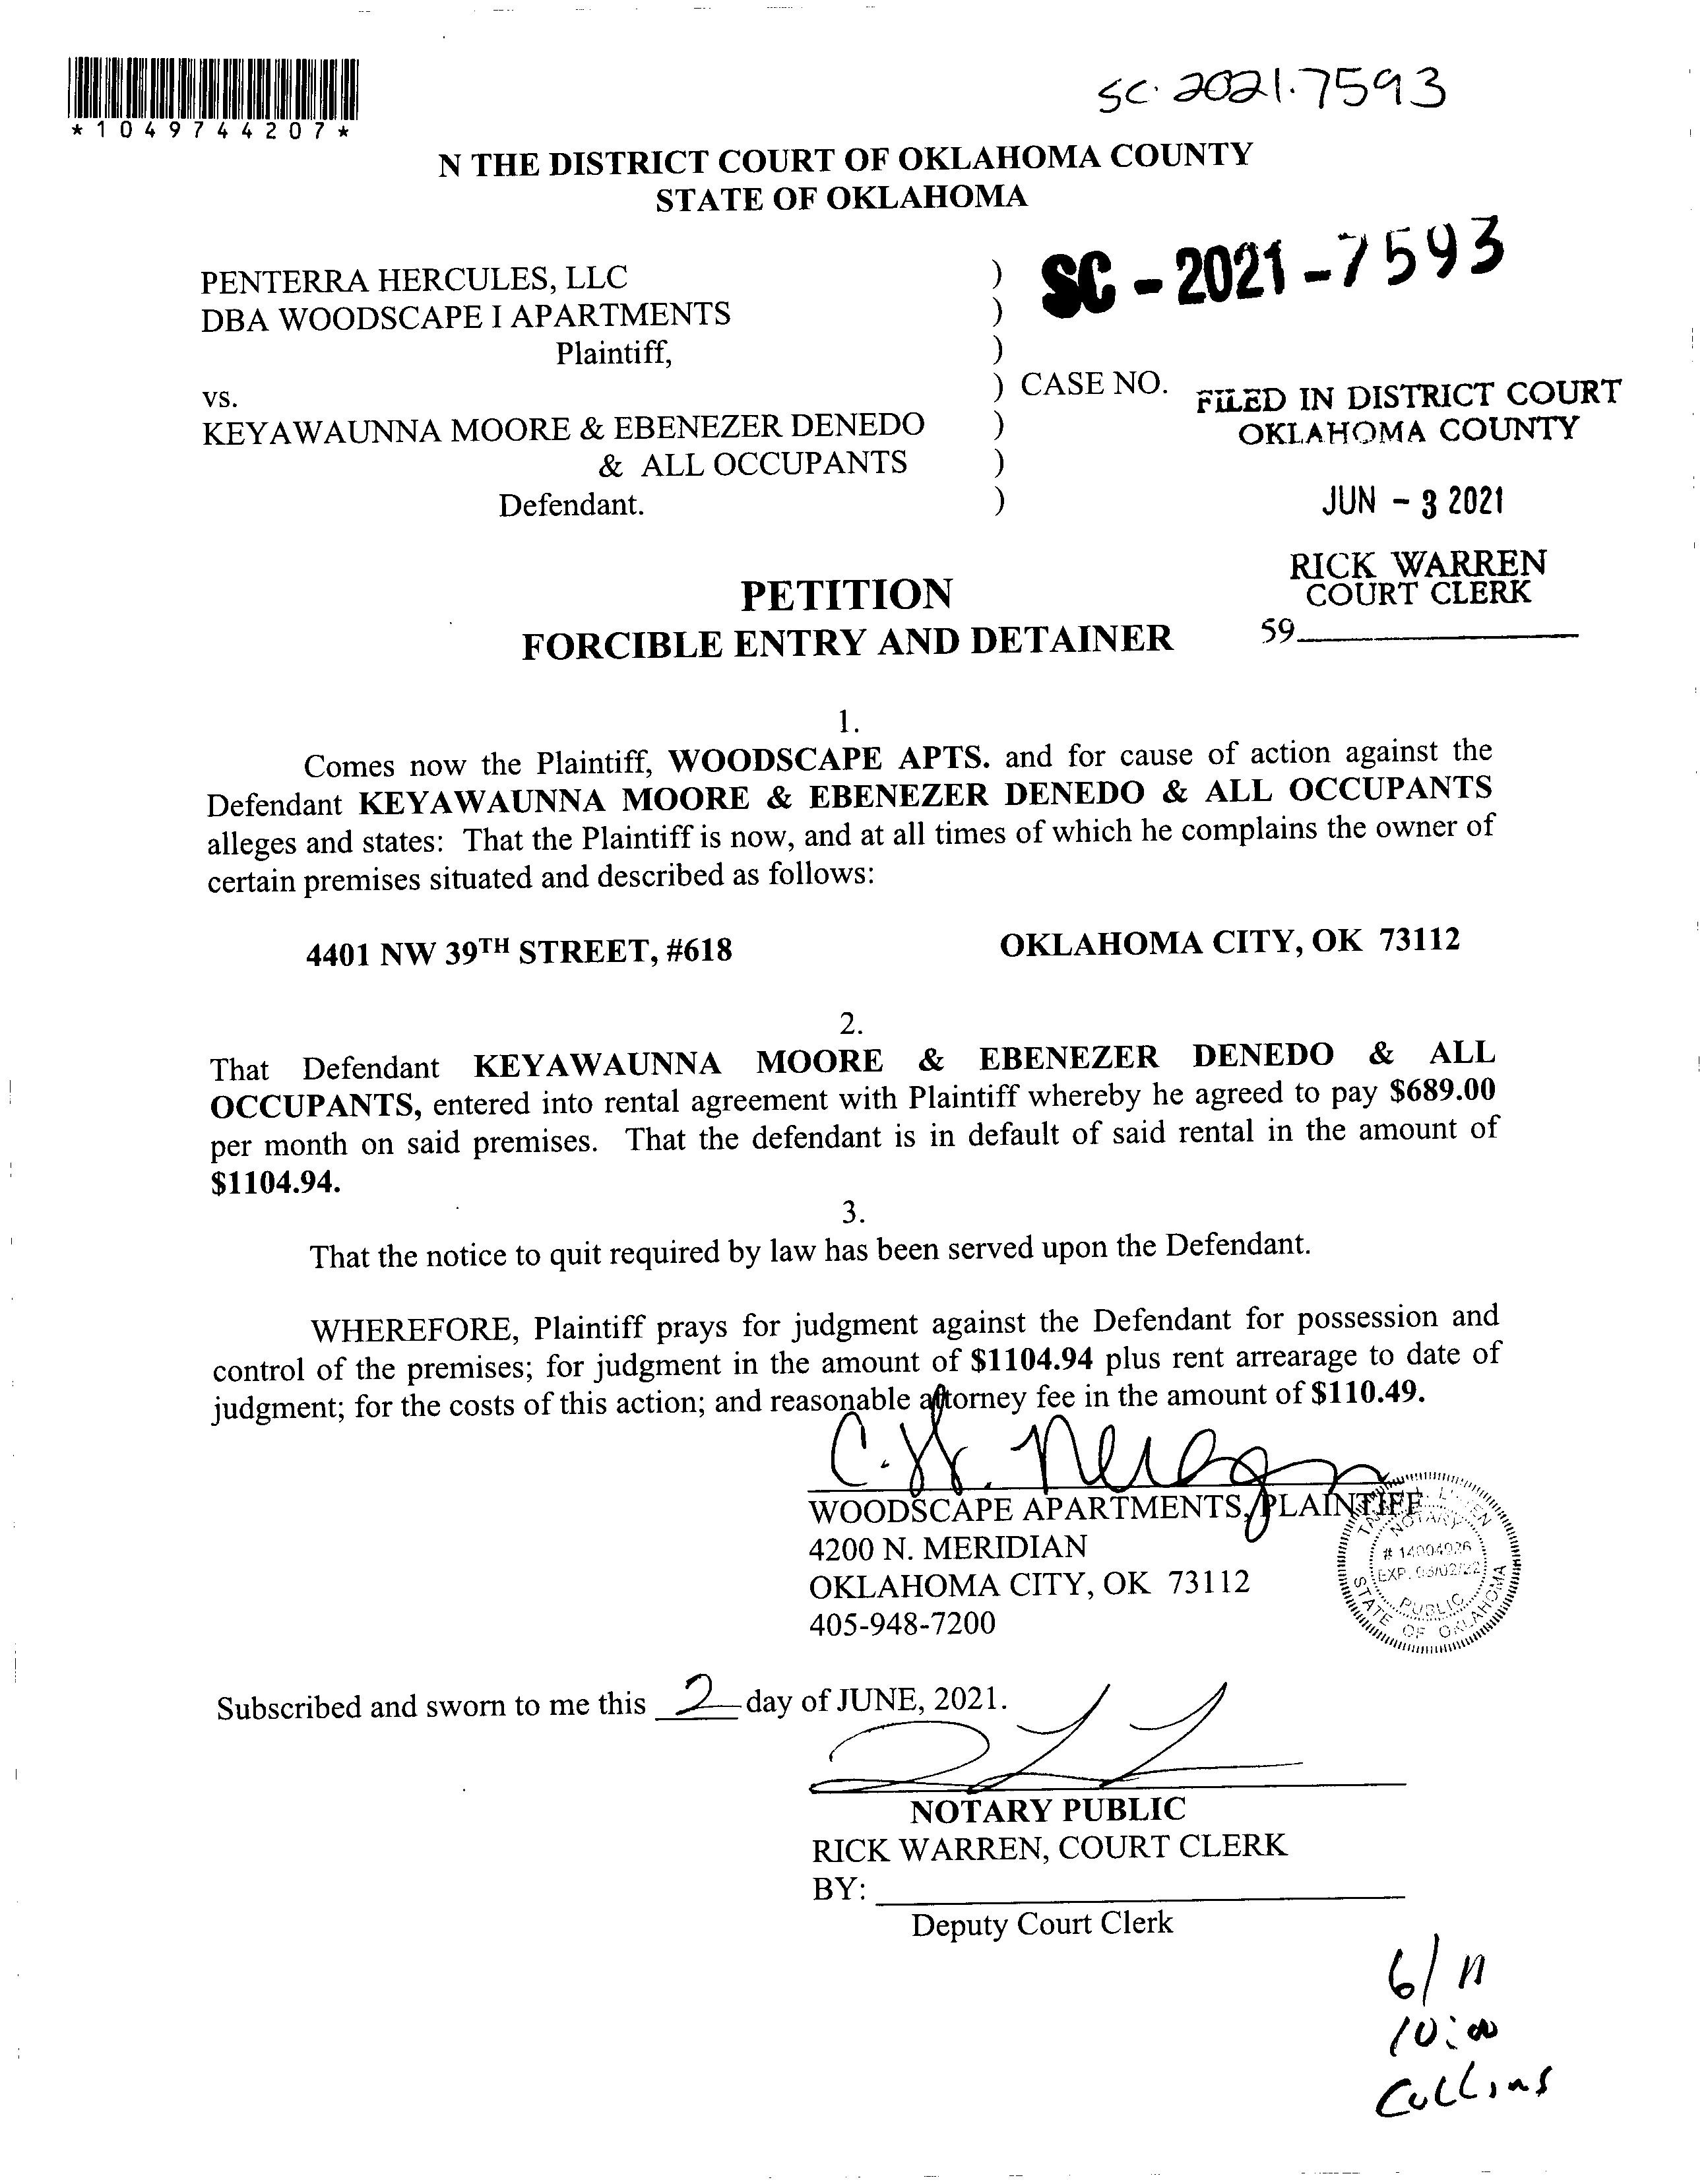 *1049744207*
SC. 2021.7593
N THE DISTRICT COURT OF OKLAHOMA COUNTY
STATE OF OKLAHOMA
PENTERRA HERCULES, LLC )
DBA WOODSCAPE I APARTMENTS )
Plaintiff, )
SC - 2021 - 7593
vs. ) CASE NO.
KEYAWAUNNA MOORE & EBENEZER DENEDO )
& ALL OCCUPANTS )
Defendant. )
FILED IN DISTRICT COURT
OKLAHOMA COUNTY
JUN - 3 2021
RICK WARREN
COURT CLERK
59
PETITION
FORCIBLE ENTRY AND DETAINER
1.
Comes now the Plaintiff, WOODSCAPE APTS. and for cause of action against the
Defendant KEYAWAUNNA MOORE & EBENEZER DENEDO & ALL OCCUPANTS
alleges and states: That the Plaintiff is now, and at all times of which he complains the owner of
certain premises situated and described as follows:
4401 NW 39TH STREET, #618 OKLAHOMA CITY, OK 73112
2.
That Defendant KEYAWAUNNA MOORE & EBENEZER DENEDO & ALL
OCCUPANTS, entered into rental agreement with Plaintiff whereby he agreed to pay $689.00
per month on said premises. That the defendant is in default of said rental in the amount of
$1104.94.
3.
That the notice to quit required by law has been served upon the Defendant.
WHEREFORE, Plaintiff prays for judgment against the Defendant for possession and
control of the premises; for judgment in the amount of $1104.94 plus rent arrearage to date of
judgment; for the costs of this action; and reasonable attorney fee in the amount of $110.49.
WOODSCAPE APARTMENTS, PLAINTIFF
4200 N. MERIDIAN
OKLAHOMA CITY, OK 73112
405-948-7200
NOTARY
# 14004926
PUBLIC
STATE OF OKLAHOMA
Subscribed and sworn to me this 2 day of JUNE, 2021.
NOTARY PUBLIC
RICK WARREN, COURT CLERK
BY:
Deputy Court Clerk
6/11
10:00
Collins